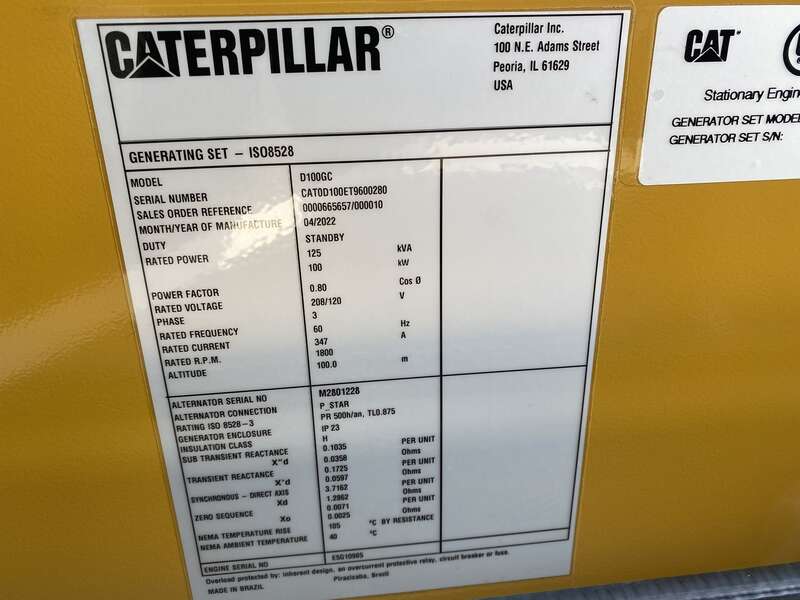 CATERPILLAR®
Caterpillar Inc.
100 N.E. Adams Street
Peoria, IL 61629
USA
GENERATING SET - ISO8528
MODEL D100GC
SERIAL NUMBER CAT0D100ET9600280
SALES ORDER REFERENCE 0000665657/000010
MONTH/YEAR OF MANUFACTURE 04/2022
DUTY STANDBY
RATED POWER 125 kVA
100 kW
POWER FACTOR 0.80 Cos Ø
RATED VOLTAGE 208/120 V
PHASE 3
RATED FREQUENCY 60 Hz
RATED CURRENT 347 A
RATED R.P.M. 1800
ALTITUDE 100.0 m
ALTERNATOR SERIAL NO M2801228
ALTERNATOR CONNECTION P_STAR
RATING ISO 8528-3 PR 500h/an, TL0.875
GENERATOR ENCLOSURE IP 23
INSULATION CLASS H
SUB TRANSIENT REACTANCE 0.1035 PER UNIT
X"d 0.0358 Ohms
TRANSIENT REACTANCE 0.1725 PER UNIT
X'd 0.0597 Ohms
SYNCHRONOUS - DIRECT AXIS 3.7162 PER UNIT
Xd 1.2862 Ohms
ZERO SEQUENCE 0.0071 PER UNIT
Xo 0.0025 Ohms
NEMA TEMPERATURE RISE 105 °C BY RESISTANCE
NEMA AMBIENT TEMPERATURE 40 °C
ENGINE SERIAL NO E5G10985
Overload protected by: inherent design, an overcurrent protective relay, circuit breaker or fuse.
MADE IN BRAZIL Piracicaba, Brazil
CAT™
Stationary Engin
GENERATOR SET MODEL
GENERATOR SET S/N: